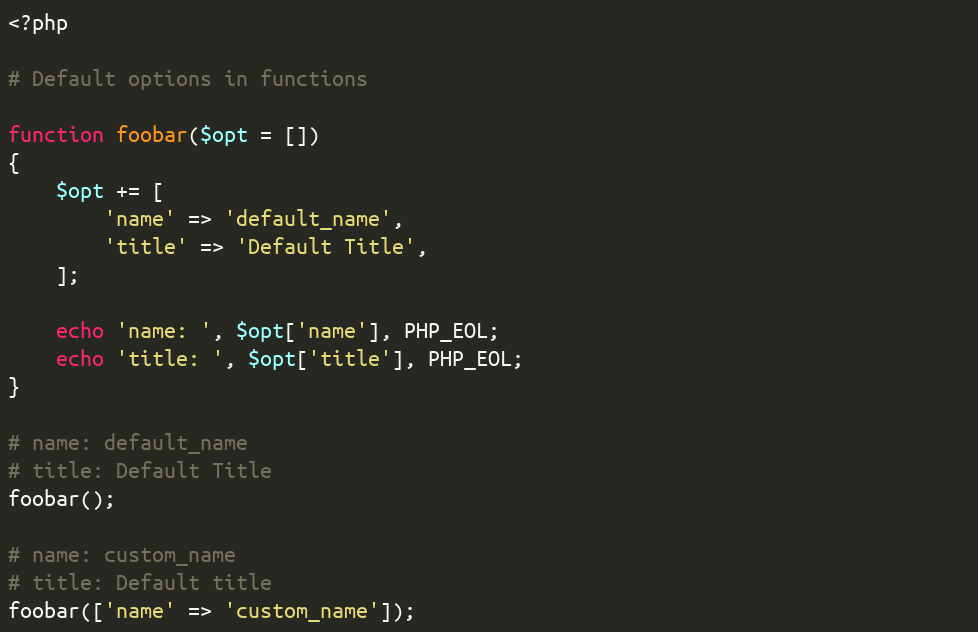 <?php
# Default options in functions
function foobar($opt = [])
{
    $opt += [
        'name' => 'default_name',
        'title' => 'Default Title',
    ];
    echo 'name: ', $opt['name'], PHP_EOL;
    echo 'title: ', $opt['title'], PHP_EOL;
}
# name: default_name
# title: Default Title
foobar();
# name: custom_name
# title: Default title
foobar(['name' => 'custom_name']);